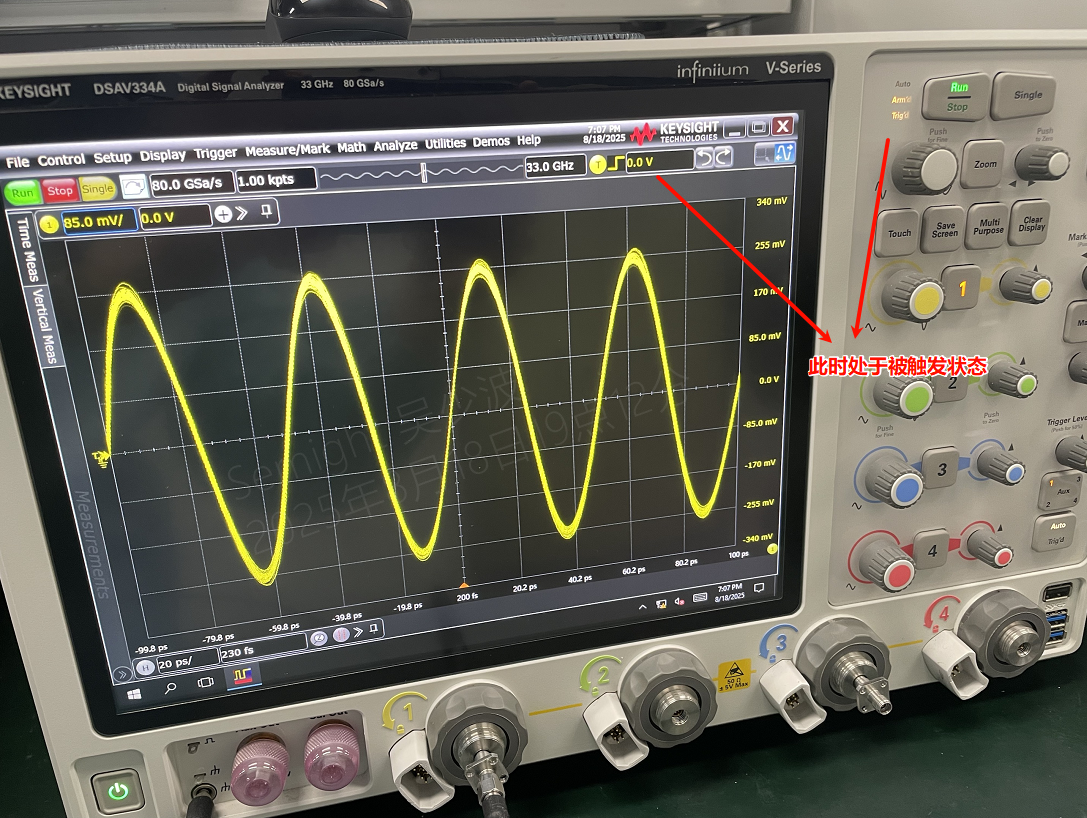 KEYSIGHT DSAV334A Digital Signal Analyzer 33 GHz 80 GSa/s infiniium V-Series
7:07 PM
8/18/2025
KEYSIGHT
TECHNOLOGIES
File Control Setup Display Trigger Measure/Mark Math Analyze Utilities Demos Help
Run Stop Single 80.0 GSa/s 1.00 kpts 33.0 GHz T 0.0 V
1 85.0 mV/ 0.0 V
Time Meas
Vertical Meas
Measurements
340 mV
255 mV
170 mV
85.0 mV
0.0 V
-85.0 mV
-170 mV
-255 mV
-340 mV
-99.8 ps -79.8 ps -59.8 ps -39.8 ps -19.8 ps 200 fs 20.2 ps 40.2 ps 60.2 ps 80.2 ps 100 ps
H 20 ps/ 230 fs
7:07 PM
8/18/2025
此时处于被触发状态
Auto
Arm'd
Trig'd
Run
Stop
Single
Push
for Fine
Zoom
Push
to Zero
Touch
Save
Screen
Multi
Purpose
Clear
Display
1
2
Push
for Fine
Push
to Zero
Trigger Level
(Push for 50%)
3
4
1 3
Aux
2 4
Auto
Trig'd
1
2
50 Ω
± 5V Max
3
4